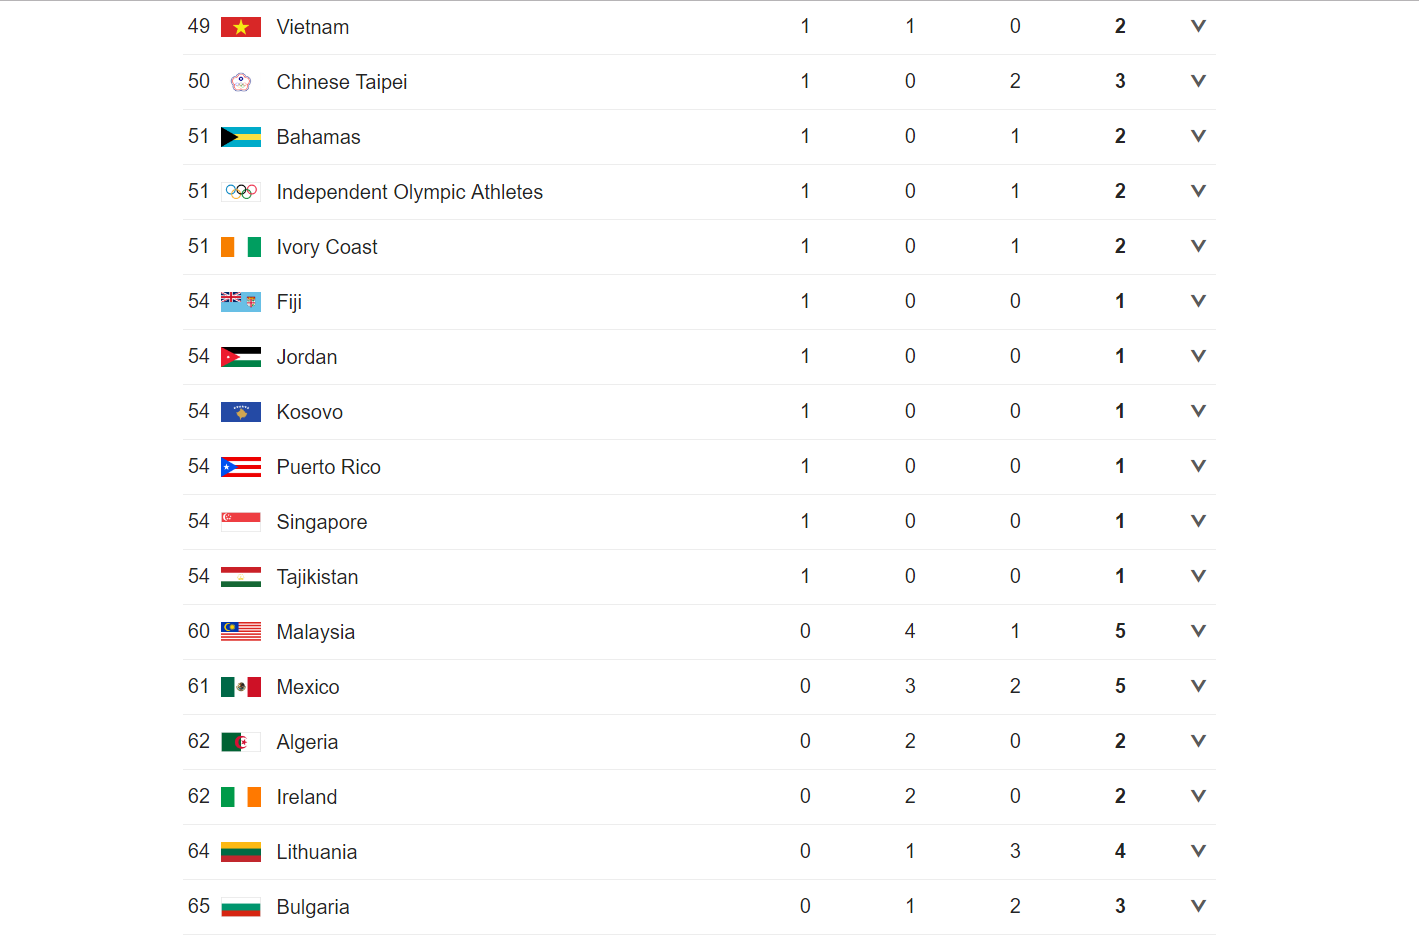 49 Vietnam 1 1 0 2
50 Chinese Taipei 1 0 2 3
51 Bahamas 1 0 1 2
51 Independent Olympic Athletes 1 0 1 2
51 Ivory Coast 1 0 1 2
54 Fiji 1 0 0 1
54 Jordan 1 0 0 1
54 Kosovo 1 0 0 1
54 Puerto Rico 1 0 0 1
54 Singapore 1 0 0 1
54 Tajikistan 1 0 0 1
60 Malaysia 0 4 1 5
61 Mexico 0 3 2 5
62 Algeria 0 2 0 2
62 Ireland 0 2 0 2
64 Lithuania 0 1 3 4
65 Bulgaria 0 1 2 3